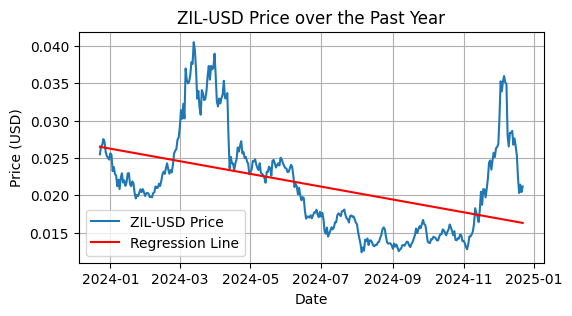 ZIL-USD Price over the Past Year
Price (USD)
0.040
0.035
0.030
0.025
0.020
0.015
ZIL-USD Price
Regression Line
2024-01
2024-03
2024-05
2024-07
2024-09
2024-11
2025-01
Date